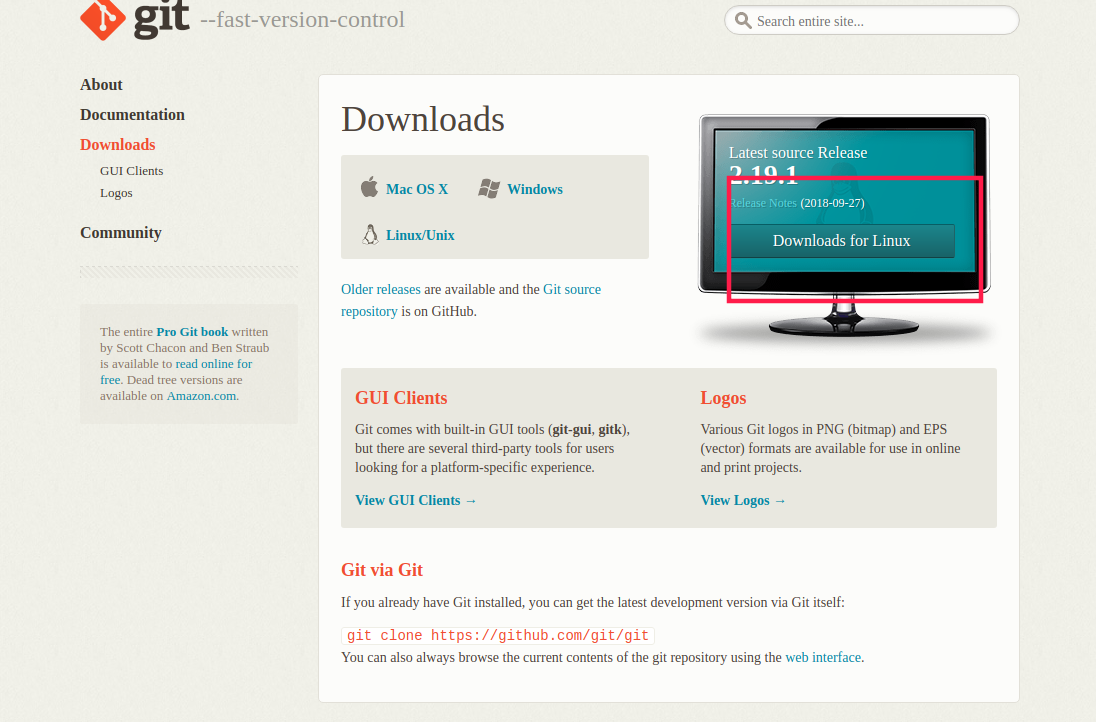 git --fast-version-control
Search entire site...
About
Documentation
Downloads
GUI Clients
Logos
Community
The entire Pro Git book written
by Scott Chacon and Ben Straub
is available to read online for
free. Dead tree versions are
available on Amazon.com.
Downloads
Mac OS X
Windows
Linux/Unix
Older releases are available and the Git source
repository is on GitHub.
Latest source Release
2.19.1
Release Notes (2018-09-27)
Downloads for Linux
GUI Clients
Git comes with built-in GUI tools (git-gui, gitk),
but there are several third-party tools for users
looking for a platform-specific experience.
View GUI Clients →
Logos
Various Git logos in PNG (bitmap) and EPS
(vector) formats are available for use in online
and print projects.
View Logos →
Git via Git
If you already have Git installed, you can get the latest development version via Git itself:
git clone https://github.com/git/git
You can also always browse the current contents of the git repository using the web interface.